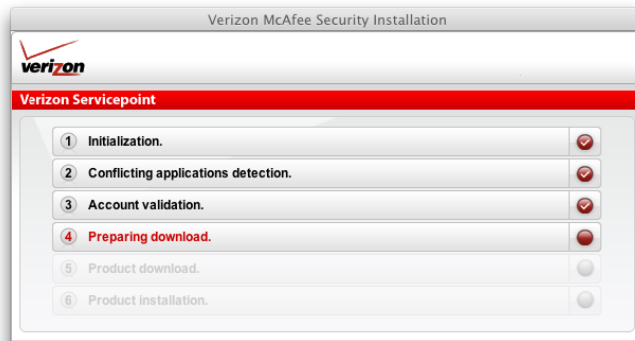 Verizon McAfee Security Installation
verizon
Verizon Servicepoint
1 Initialization.
2 Conflicting applications detection.
3 Account validation.
4 Preparing download.
5 Product download.
6 Product installation.